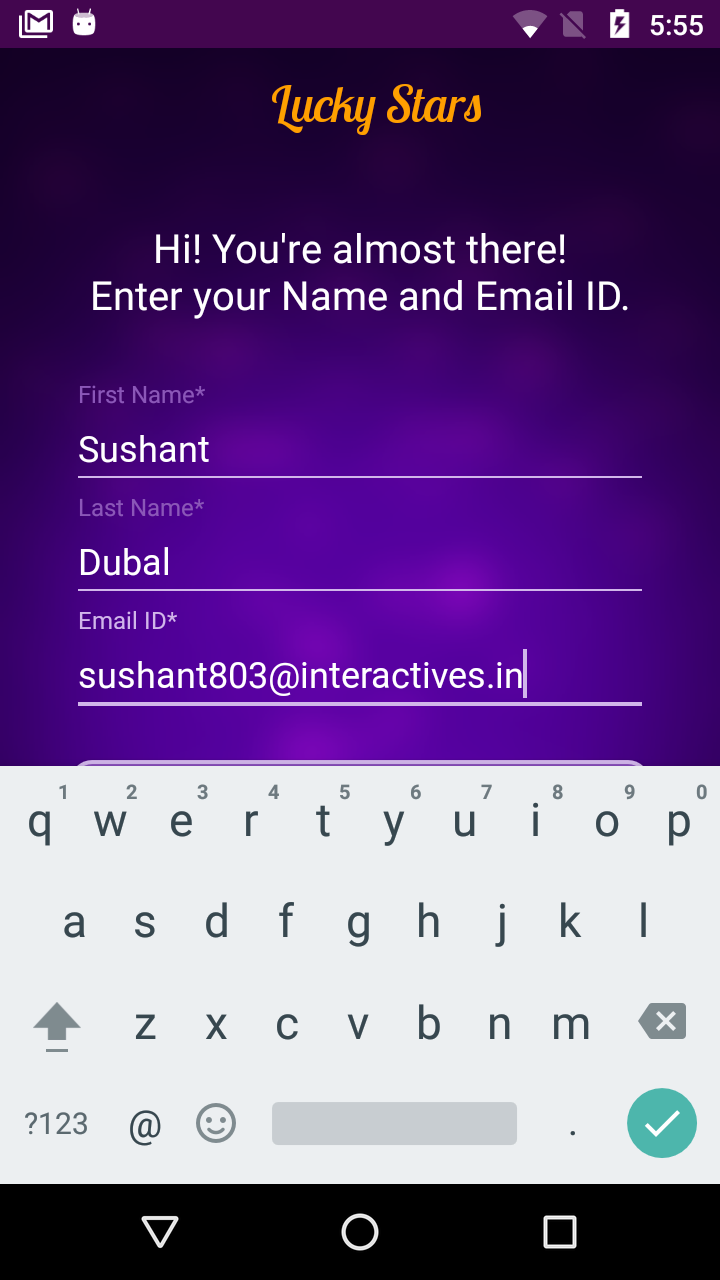 5:55
Lucky Stars
Hi! You're almost there!
Enter your Name and Email ID.
First Name*
Sushant
Last Name*
Dubal
Email ID*
sushant803@interactives.in
1 2 3 4 5 6 7 8 9 0
q w e r t y u i o p
a s d f g h j k l
z x c v b n m
?123 @ .